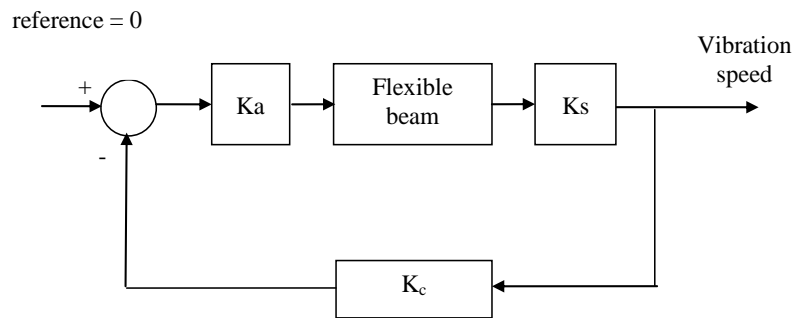 reference = 0
Vibration
speed
+
Ka
Flexible
beam
Ks
-
Kc